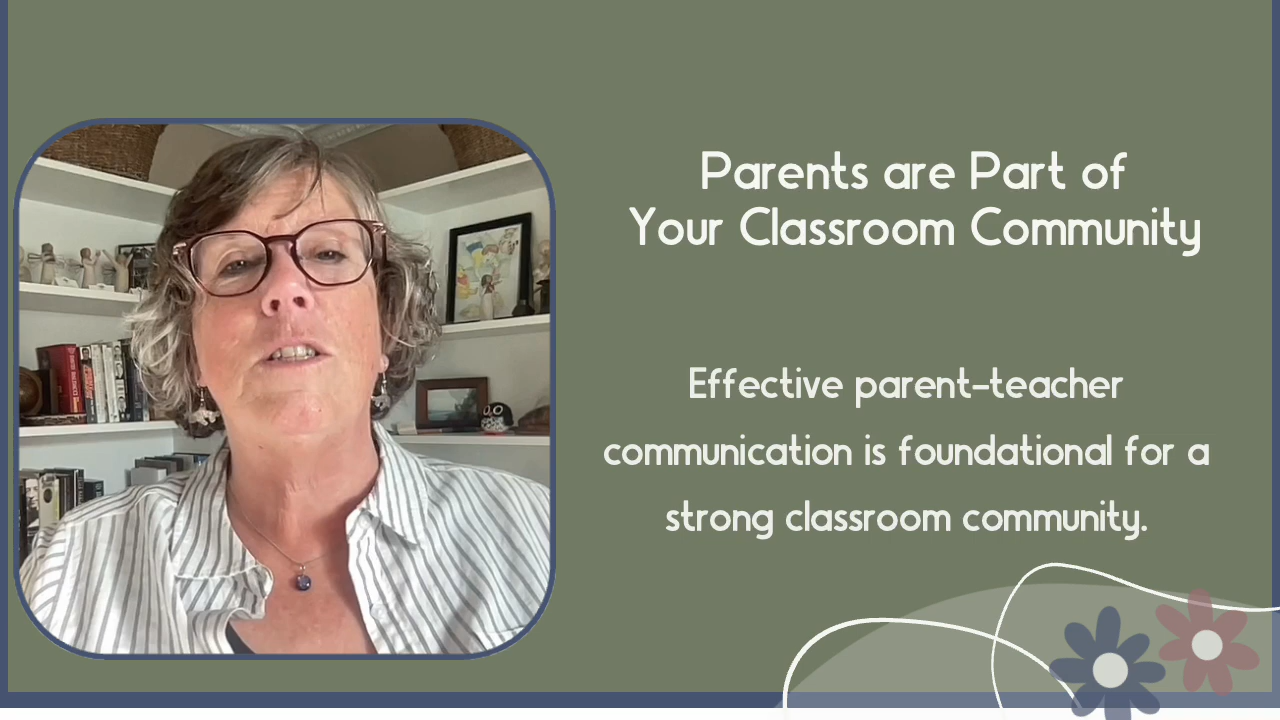 Parents are Part of
Your Classroom Community
Effective parent-teacher
communication is foundational for a
strong classroom community.